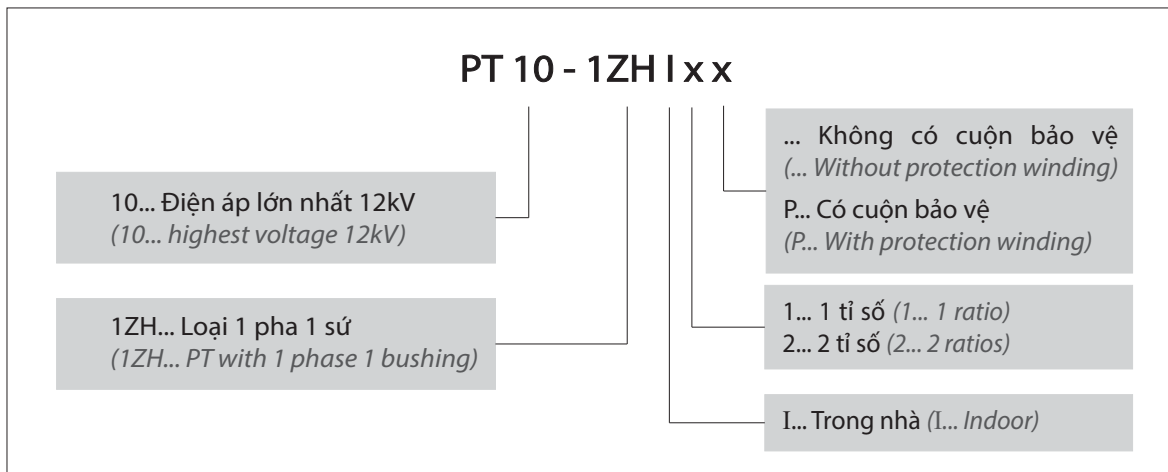 PT 10 - 1ZH I x x
10... Điện áp lớn nhất 12kV
(10... highest voltage 12kV)
1ZH... Loại 1 pha 1 sứ
(1ZH... PT with 1 phase 1 bushing)
... Không có cuộn bảo vệ
(... Without protection winding)
P... Có cuộn bảo vệ
(P... With protection winding)
1... 1 tỉ số (1... 1 ratio)
2... 2 tỉ số (2... 2 ratios)
I... Trong nhà (I... Indoor)